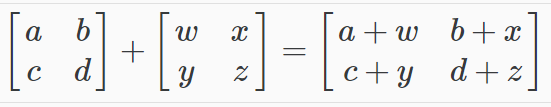 [a b; c d] + [w x; y z] = [a + w b + x; c + y d + z]